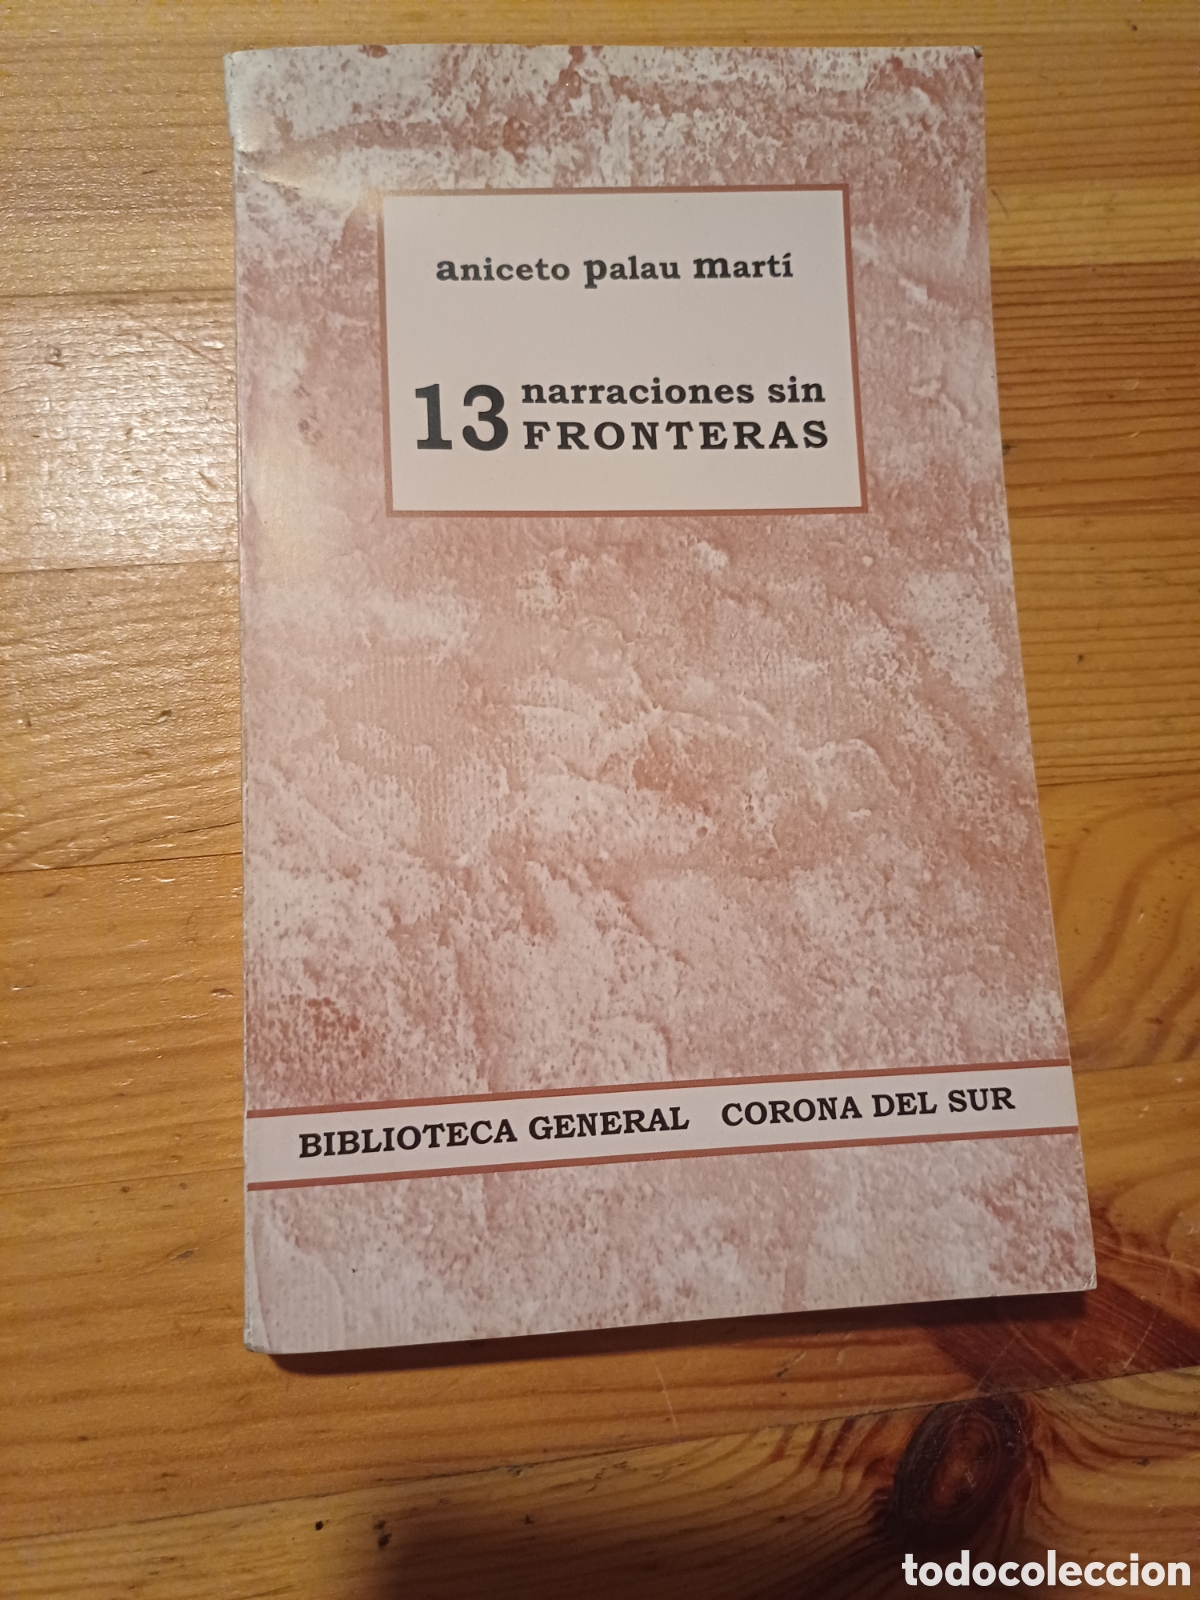 aniceto palau martí
13 narraciones sin
FRONTERAS
BIBLIOTECA GENERAL CORONA DEL SUR
todocoleccion